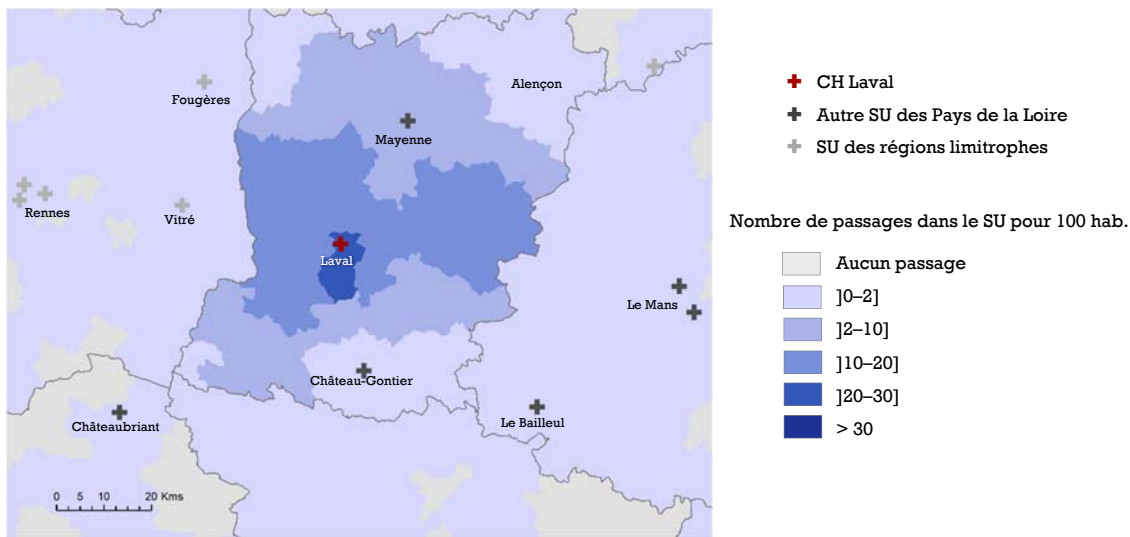 Alençon
Fougères
Mayenne
Rennes
Vitré
Laval
Le Mans
Château-Gontier
Châteaubriant
Le Bailleul
0 5 10 20 Kms
CH Laval
Autre SU des Pays de la Loire
SU des régions limitrophes
Nombre de passages dans le SU pour 100 hab.
Aucun passage
]0–2]
]2–10]
]10–20]
]20–30]
> 30